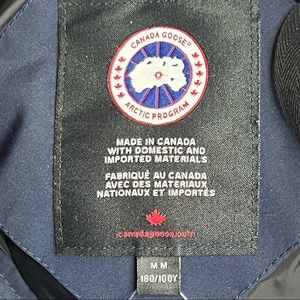 CANADA GOOSE
ARCTIC PROGRAM
MADE IN CANADA
WITH DOMESTIC AND
IMPORTED MATERIALS
FABRIQUÉ AU CANADA
AVEC DES MATÉRIAUX
NATIONAUX ET IMPORTÉS
canadagoose.com
M M
180/100Y